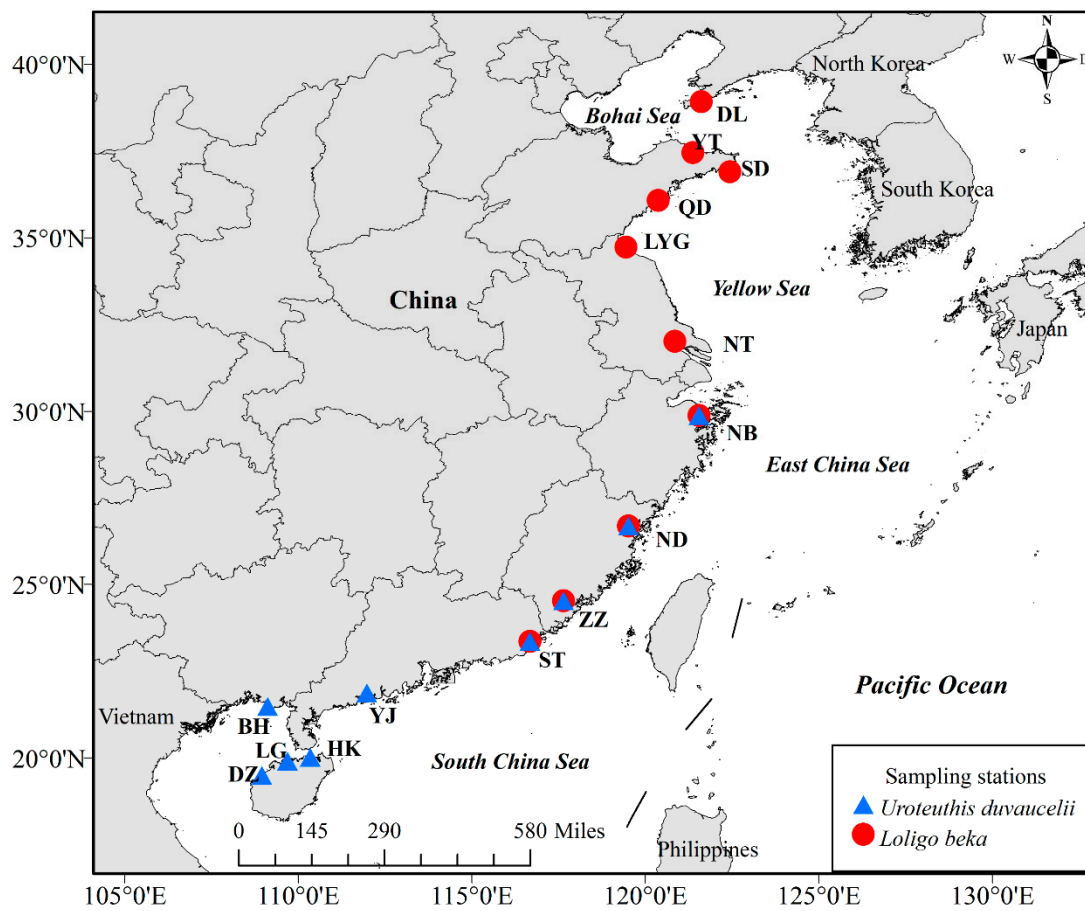 N
W
S
40°0'N
North Korea
Bohai Sea
DL
YT
SD
South Korea
QD
35°0'N
LYG
China
Yellow Sea
Japan
NT
30°0'N
NB
East China Sea
ND
25°0'N
ZZ
ST
Pacific Ocean
Vietnam
BH
YJ
LG
HK
20°0'N
DZ
South China Sea
Sampling stations
Uroteuthis duvaucelii
Loligo beka
0 145 290 580 Miles
Philippines
105°0'E 110°0'E 115°0'E 120°0'E 125°0'E 130°0'E